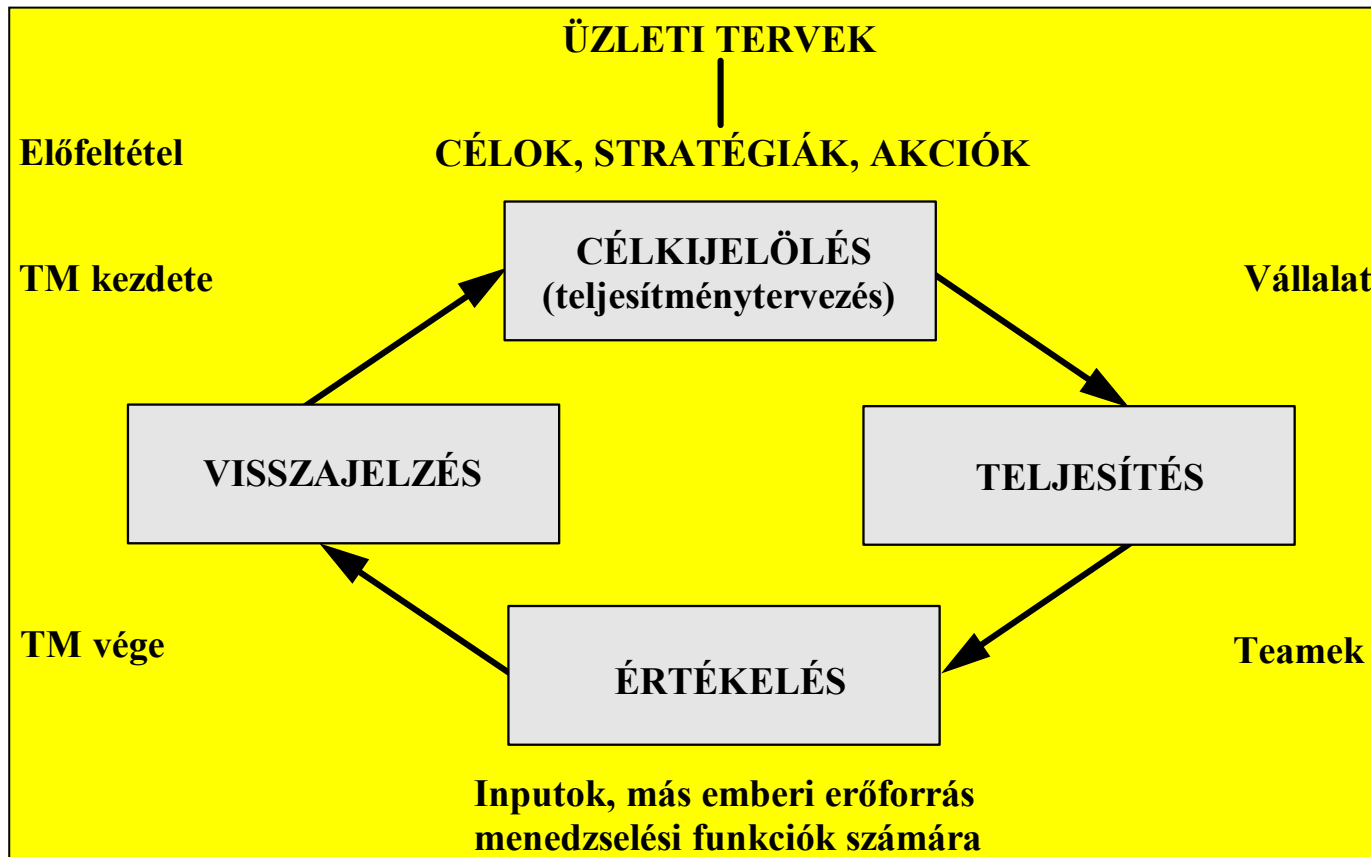 ÜZLETI TERVEK
Előfeltétel
CÉLOK, STRATÉGIÁK, AKCIÓK
TM kezdete
CÉLKIJELÖLÉS
(teljesítménytervezés)
Vállalat
VISSZAJELZÉS
TELJESÍTÉS
TM vége
ÉRTÉKELÉS
Teamek
Inputok, más emberi erőforrás
menedzselési funkciók számára